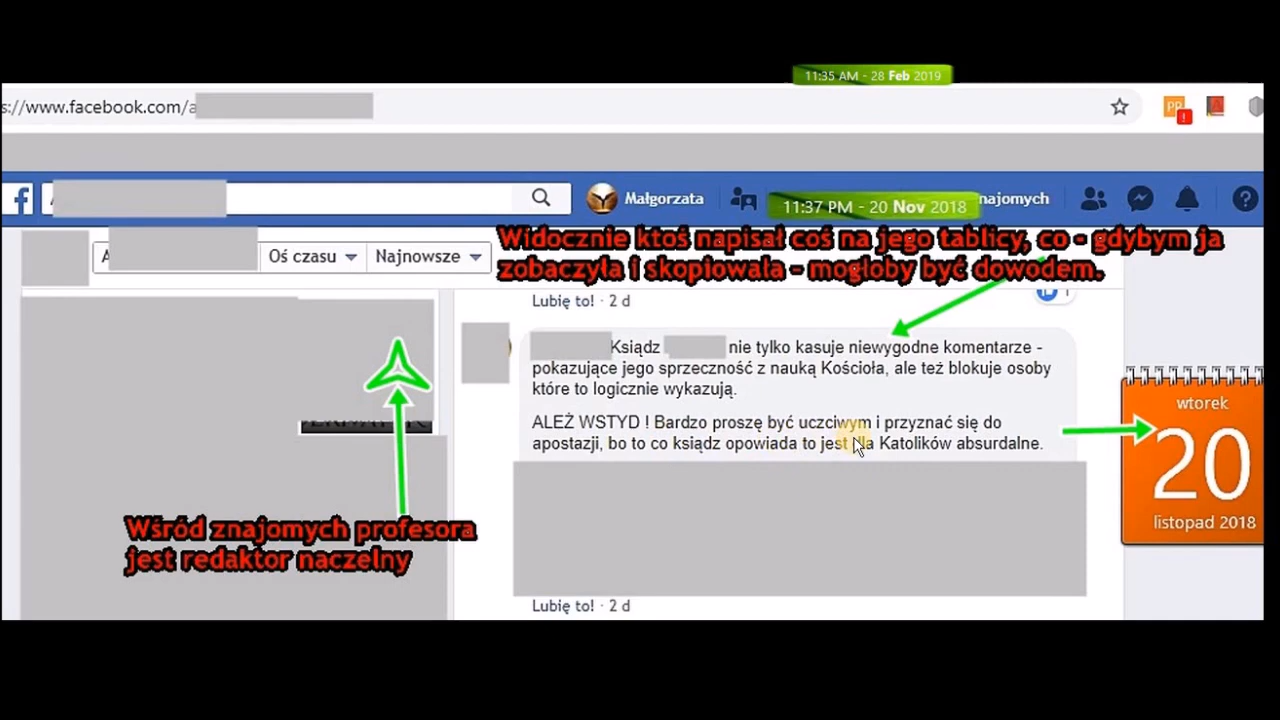 11:35 AM - 28 Feb 2019
s://www.facebook.com/a
PP
Małgorzata
11:37 PM - 20 Nov 2018
najomych
?
Widocznie ktoś napisał coś na jego tablicy, co - gdybym ja
zobaczyła i skopiowała - mogłoby być dowodem.
A
Oś czasu
Najnowsze
Lubię to! · 2 d
1
Ksiądz nie tylko kasuje niewygodne komentarze -
pokazujące jego sprzeczność z nauką Kościoła, ale też blokuje osoby
które to logicznie wykazują.
ALEŻ WSTYD ! Bardzo proszę być uczciwym i przyznać się do
apostazji, bo to co ksiądz opowiada to jest dla Katolików absurdalne.
wtorek
20
listopad 2018
Wśród znajomych profesora
jest redaktor naczelny
Lubię to! · 2 d